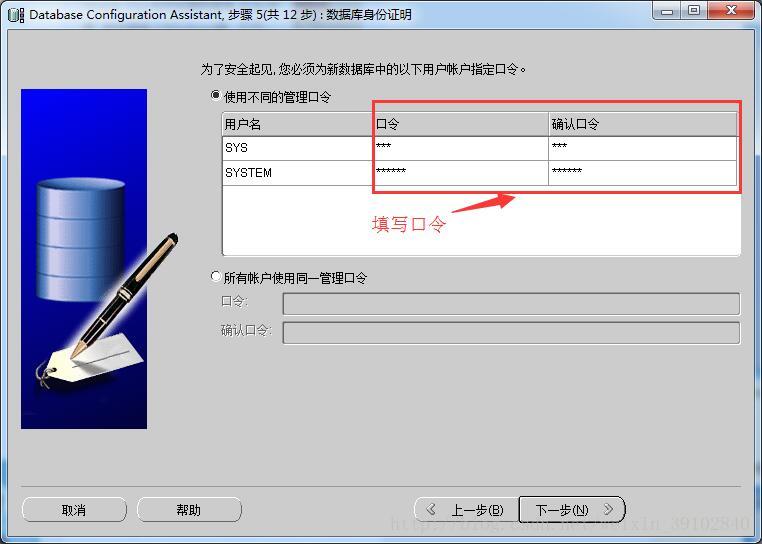 Database Configuration Assistant, 步骤 5(共 12 步) : 数据库身份证明
为了安全起见, 您必须为新数据库中的以下用户帐户指定口令。
使用不同的管理口令
用户名 口令 确认口令
SYS *** ***
SYSTEM ****** ******
填写口令
所有帐户使用同一管理口令
口令:
确认口令:
取消 帮助 上一步(B) 下一步(N)
http://blog.csdn.net/weixin_39102840